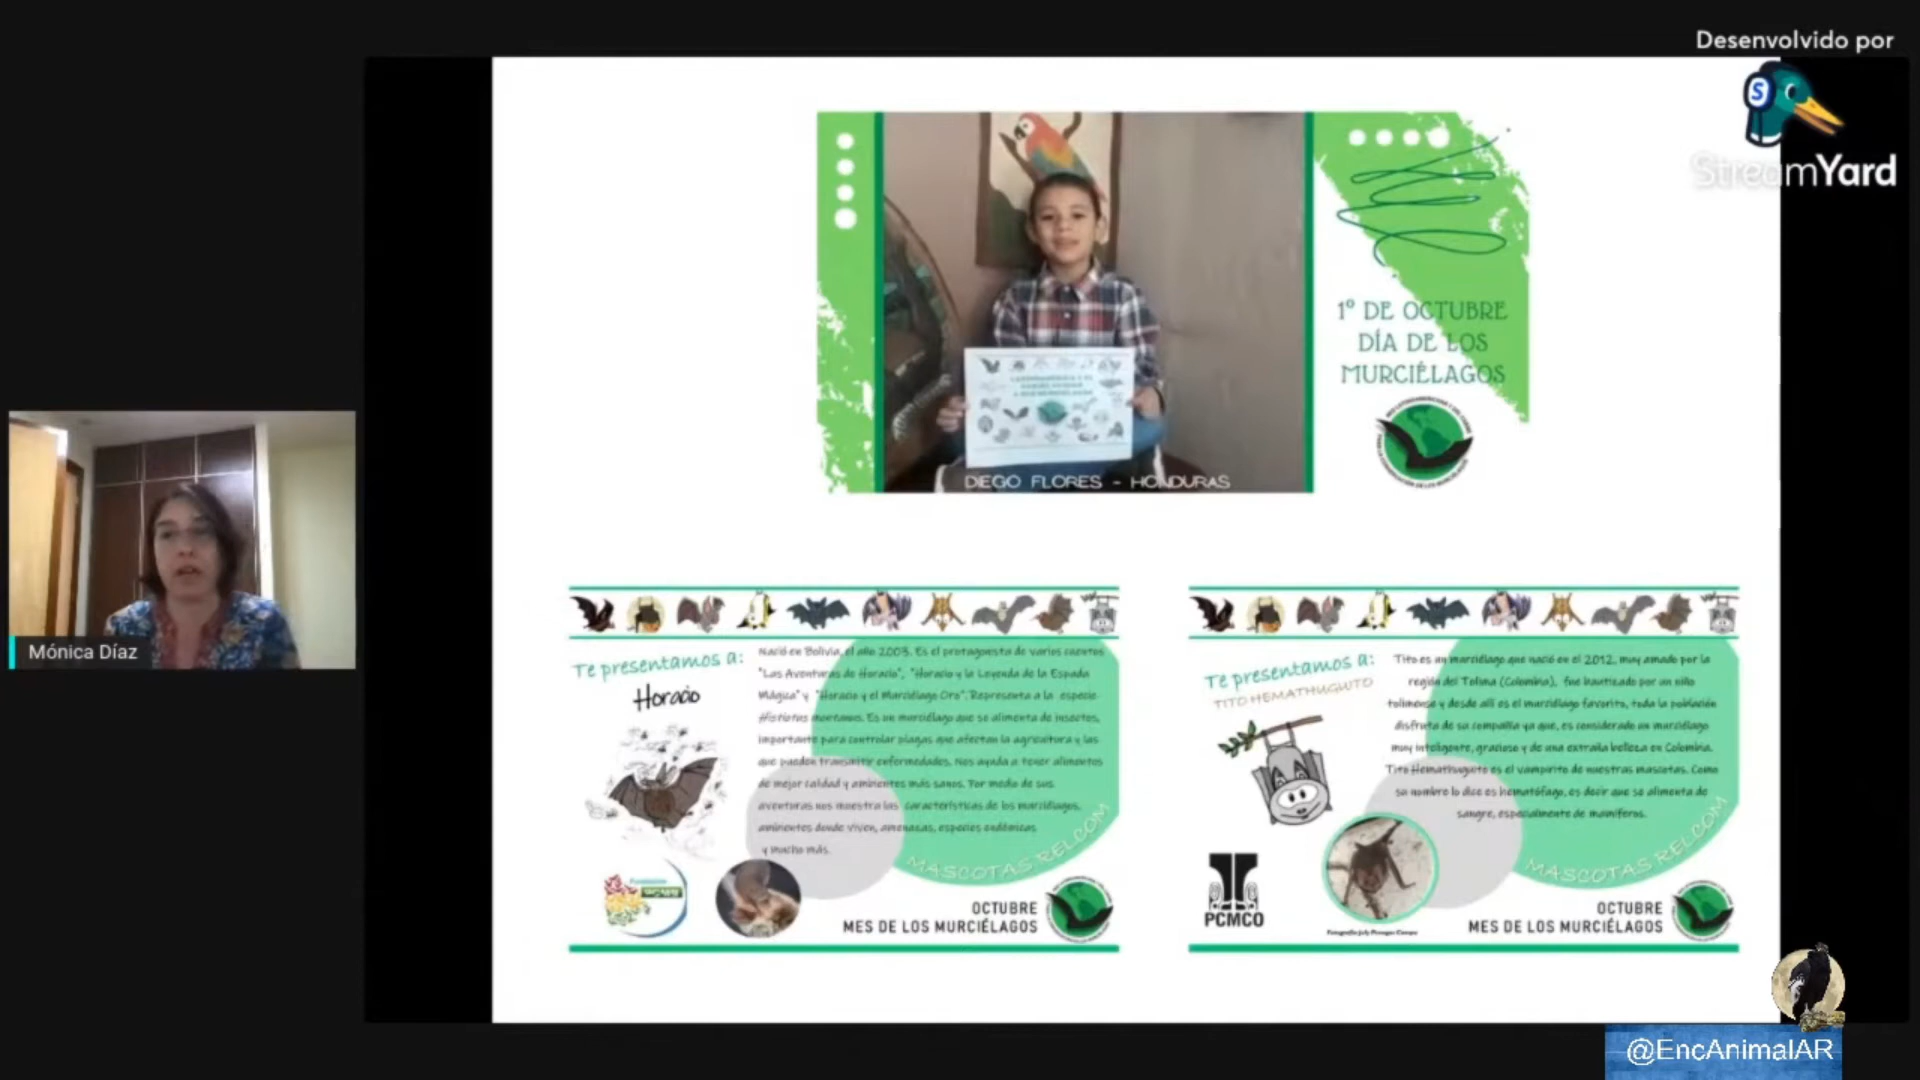 Desenvolvido por
StreamYard
1º DE OCTUBRE
DÍA DE LOS
MURCIÉLAGOS
DIEGO FLORES - HONDURAS
Mónica Díaz
Te presentamos a:
Horacio
Nació en Bolivia, el año 2003. Es el protagonista de varios cuentos
"Las Aventuras de Horacio", "Horacio y la Leyenda de la Espada
Mágica" y "Horacio y el Murciélago Oro". Representa a la especie
Histiotus montanus. Es un murciélago que se alimenta de insectos,
importante para controlar plagas que afectan la agricultura y las
que pueden transmitir enfermedades. Nos ayuda a tener alimentos
de mejor calidad y ambientes más sanos. Por medio de sus
aventuras nos muestra las características de los murciélagos,
ambientes donde viven, amenazas, especies endémicas
y mucho más.
MASCOTAS RELCOM
OCTUBRE
MES DE LOS MURCIÉLAGOS
Te presentamos a:
TITO HEMATHUGUITO
Tito es un murciélago que nació en el 2012, muy amado por la
región del Tolima (Colombia), fue bautizado por un niño
tolimense y desde allí es el murciélago favorito, toda la población
disfruta de su compañía ya que, es considerado un murciélago
muy inteligente, gracioso y de una extraña belleza en Colombia.
Tito Hemathuguito es el vampirito de nuestras mascotas. Como
su nombre lo dice es hematófago, es decir que se alimenta de
sangre, especialmente de mamíferos.
MASCOTAS RELCOM
PCMCO
OCTUBRE
MES DE LOS MURCIÉLAGOS
@EncAnimalAR